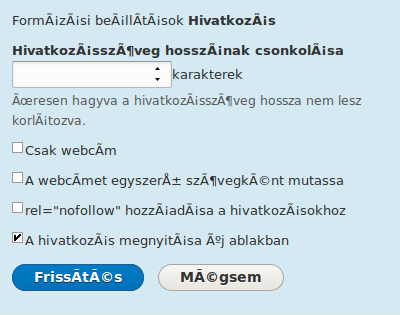 FormÃ¡zÃ¡si beÃ¡llÃ­tÃ¡sok HivatkozÃ¡s
HivatkozÃ¡sszÃ¶veg hosszÃ¡nak csonkolÃ¡sa
karakterek
Ãœresen hagyva a hivatkozÃ¡sszÃ¶veg hossza nem lesz
korlÃ¡tozva.
Csak webcÃ­m
A webcÃ­met egyszerÅ± szÃ¶vegkÃ©nt mutassa
rel="nofollow" hozzÃ¡adÃ¡sa a hivatkozÃ¡sokhoz
A hivatkozÃ¡s megnyitÃ¡sa Ãºj ablakban
FrissÃ­tÃ©s MÃ©gsem